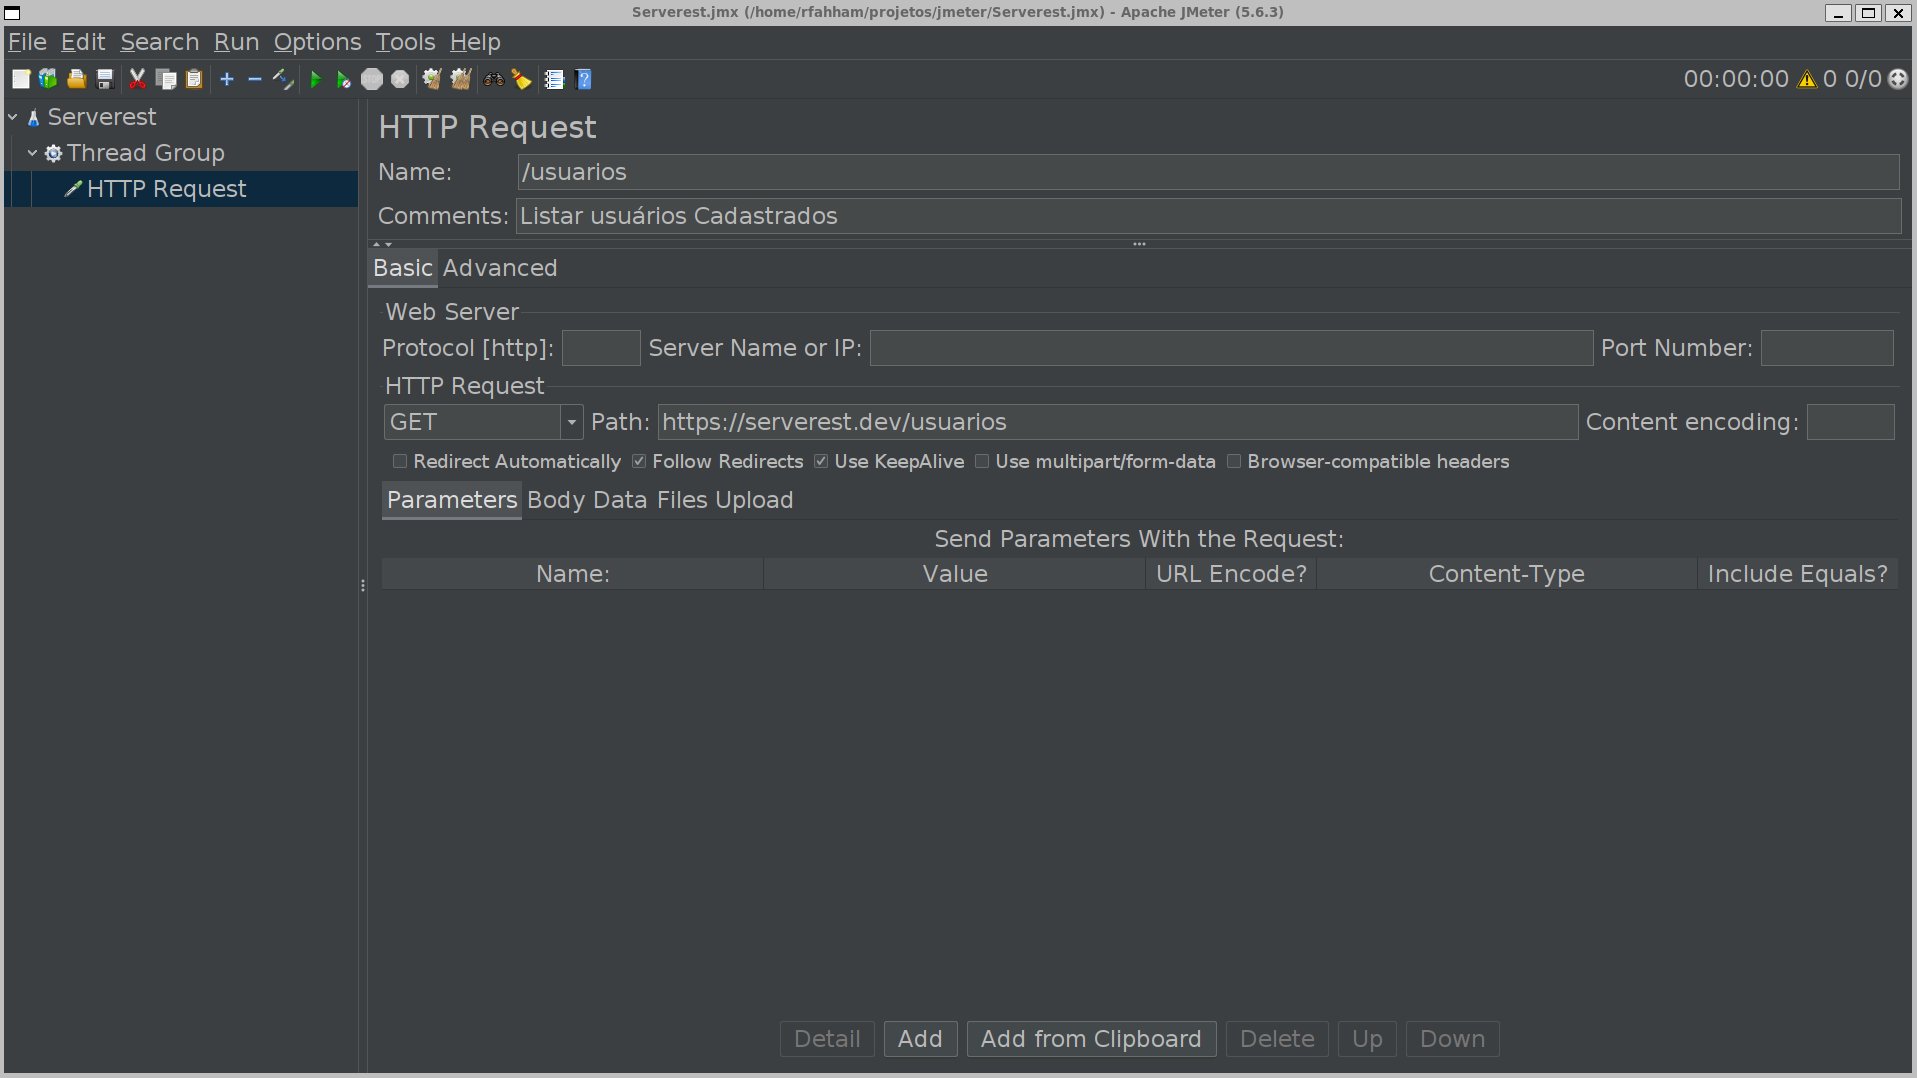 Serverest.jmx (/home/rfahham/projetos/jmeter/Serverest.jmx) - Apache JMeter (5.6.3)
File Edit Search Run Options Tools Help
00:00:00 0 0/0
Serverest
Thread Group
HTTP Request
HTTP Request
Name: /usuarios
Comments: Listar usuários Cadastrados
Basic Advanced
Web Server
Protocol [http]: Server Name or IP: Port Number:
HTTP Request
GET Path: https://serverest.dev/usuarios Content encoding:
Redirect Automatically Follow Redirects Use KeepAlive Use multipart/form-data Browser-compatible headers
Parameters Body Data Files Upload
Send Parameters With the Request:
Name: Value URL Encode? Content-Type Include Equals?
Detail Add Add from Clipboard Delete Up Down